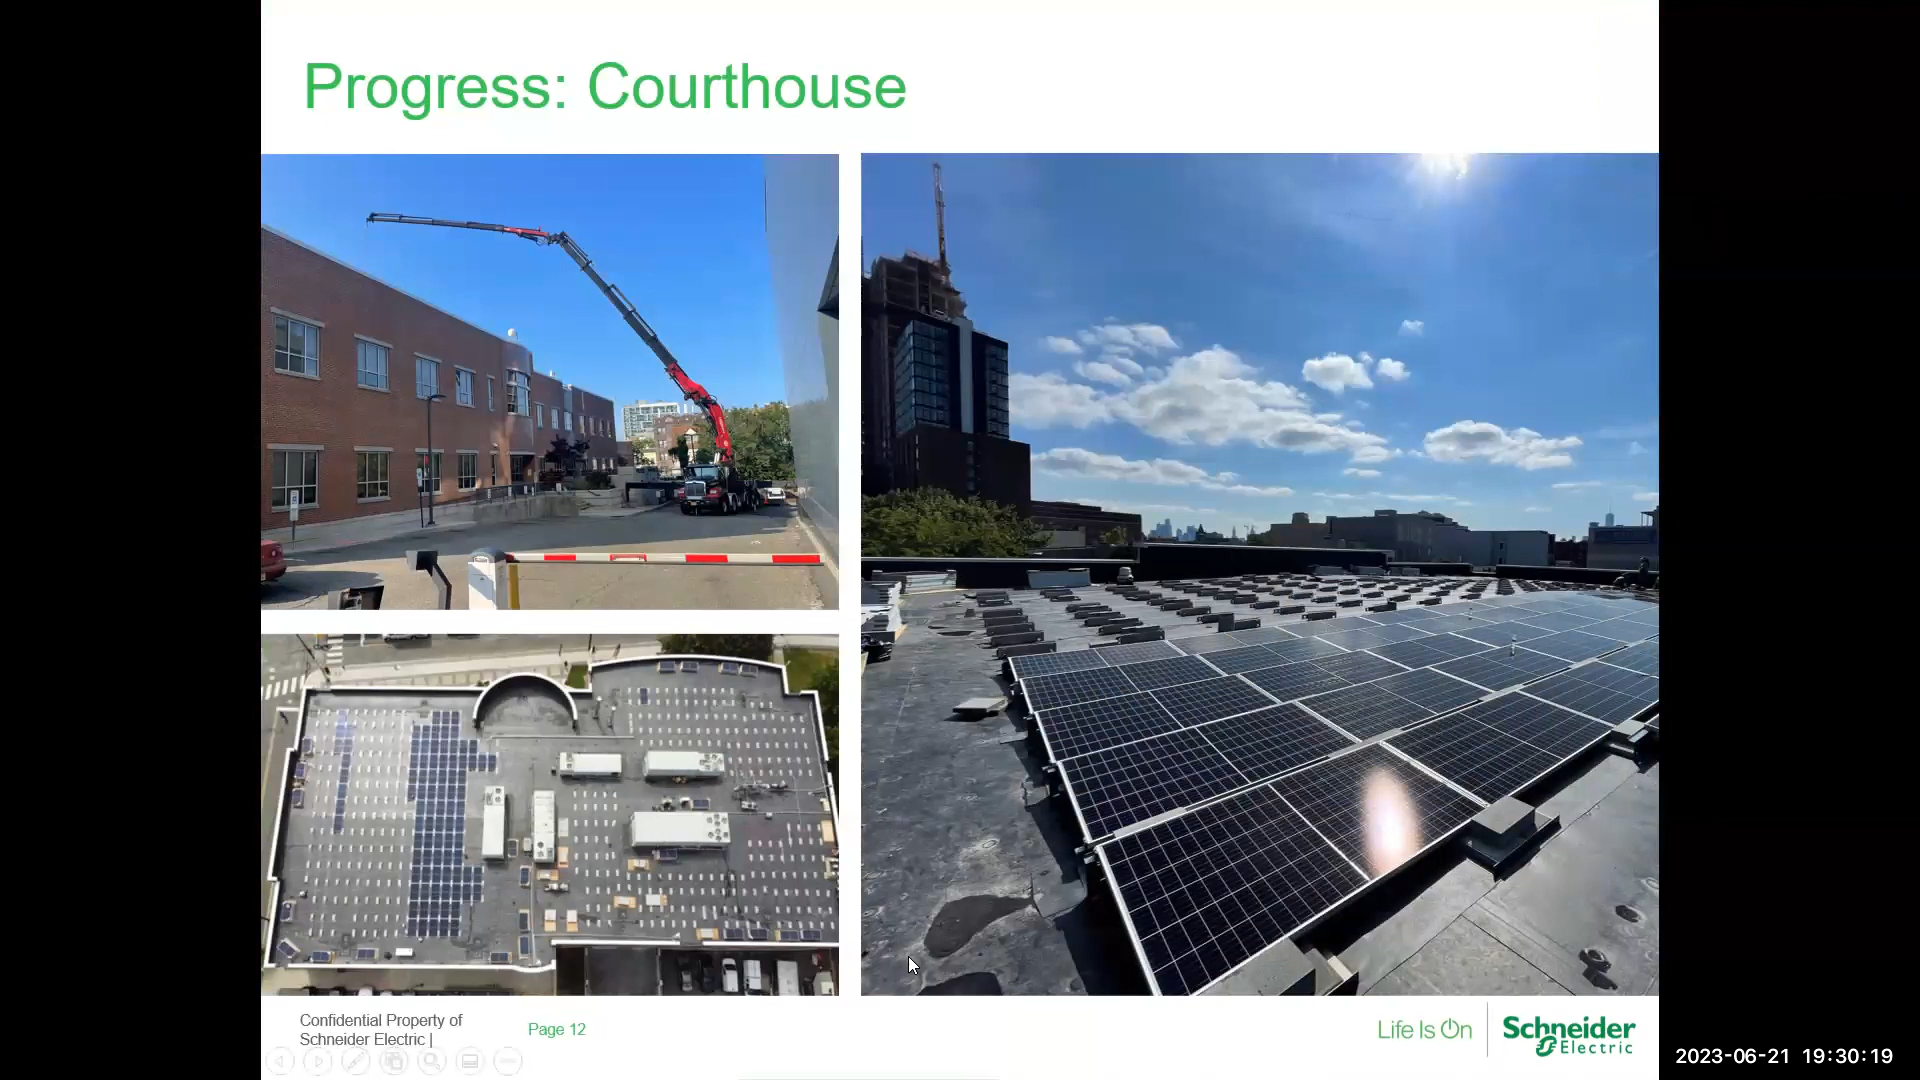 Progress: Courthouse
Confidential Property of
Schneider Electric |
Page 12
Life Is On
Schneider
Electric
2023-06-21 19:30:19